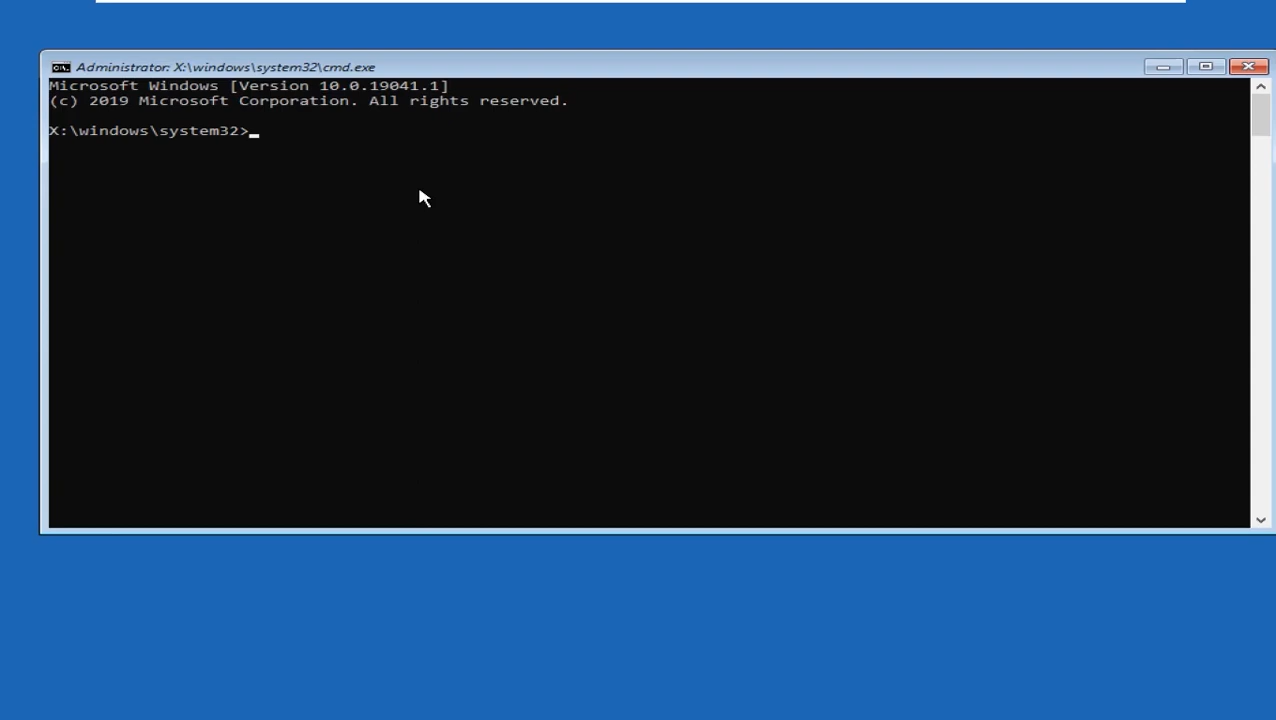 Administrator: X:\windows\system32\cmd.exe
Microsoft Windows [Version 10.0.19041.1]
(c) 2019 Microsoft Corporation. All rights reserved.
X:\windows\system32>